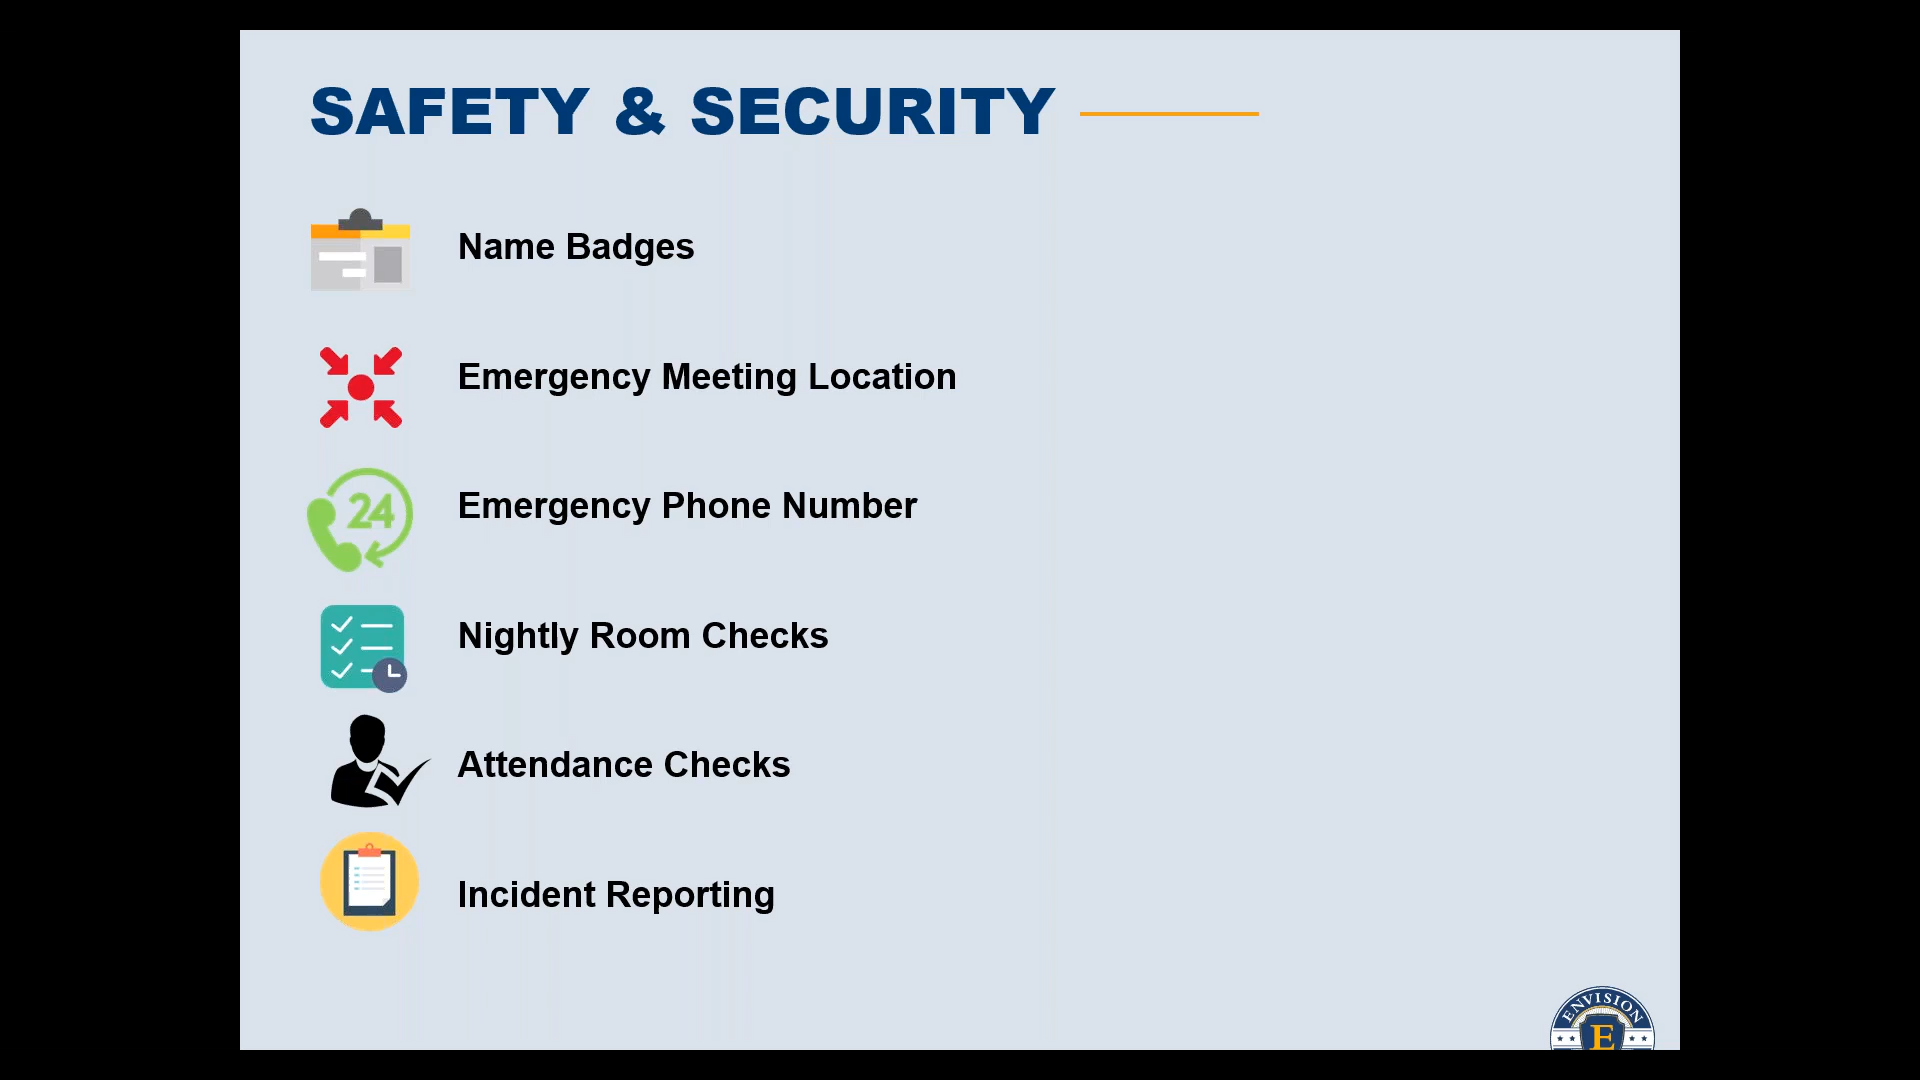 SAFETY & SECURITY
Name Badges
Emergency Meeting Location
24
Emergency Phone Number
Nightly Room Checks
Attendance Checks
Incident Reporting
ENVISION
E